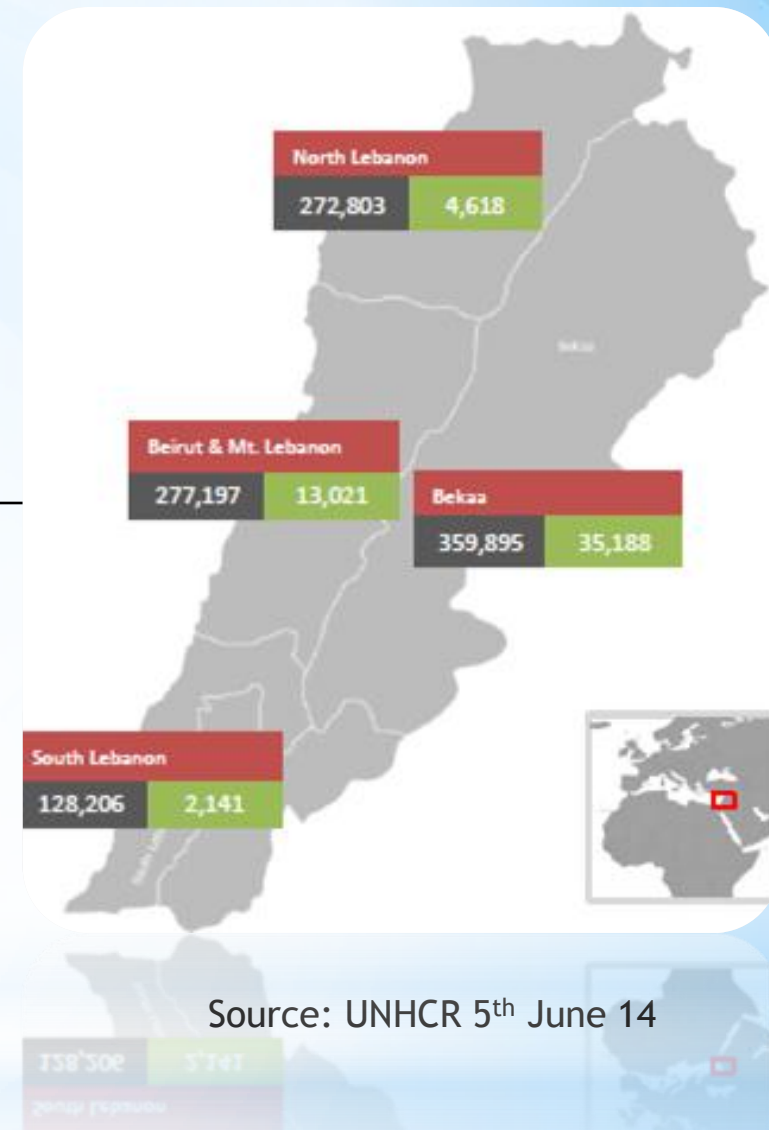 North Lebanon
272,803 4,618
Bekaa
Beirut & Mt. Lebanon
277,197 13,021
Bekaa
359,895 35,188
South Lebanon
128,206 2,141
Source: UNHCR 5th June 14